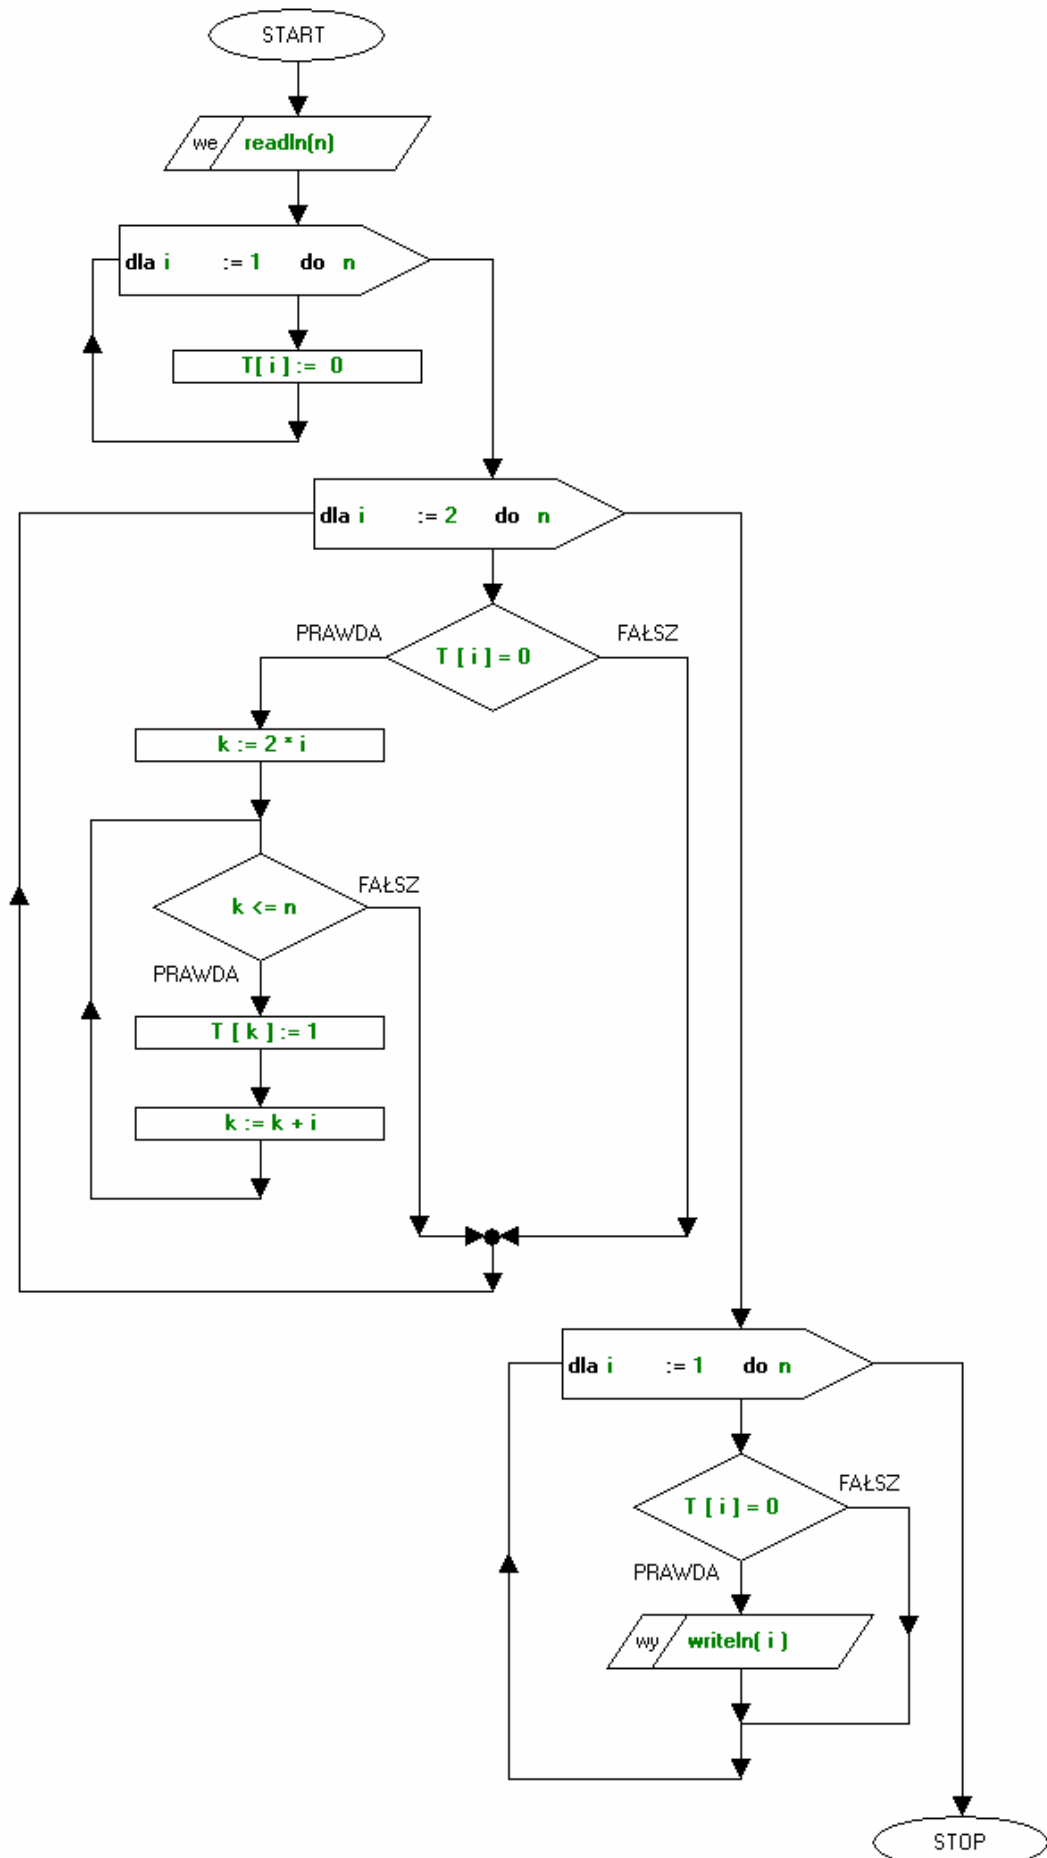 START
we readln(n)
dla i := 1 do n
T[ i ] := 0
dla i := 2 do n
PRAWDA FAŁSZ
T [ i ] = 0
k := 2 * i
FAŁSZ
k <= n
PRAWDA
T [ k ] := 1
k := k + i
dla i := 1 do n
FAŁSZ
T [ i ] = 0
PRAWDA
wy writeln( i )
STOP